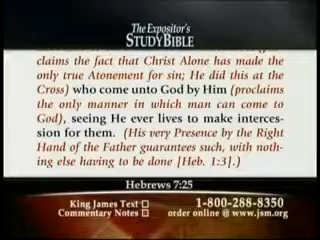 The Expositor's
STUDY BIBLE
claims the fact that Christ Alone has made the
only true Atonement for sin; He did this at the
Cross) who come unto God by Him (proclaims
the only manner in which man can come to
God), seeing He ever lives to make interces-
sion for them. (His very Presence by the Right
Hand of the Father guarantees such, with noth-
ing else having to be done [Heb. 1:3].)
Hebrews 7:25
King James Text
1-800-288-8350
Commentary Notes
order online @ www.jsm.org